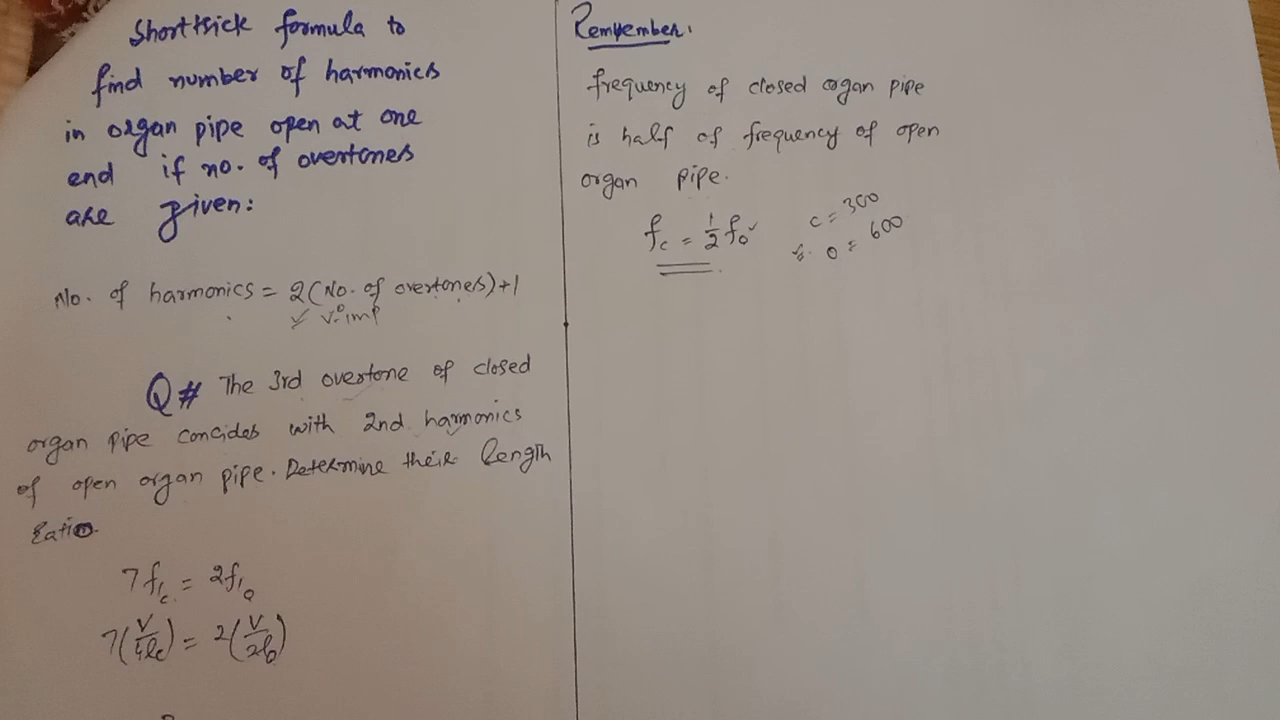 Shorttrick formula to
find number of harmonics
in organ pipe open at one
end if no. of overtones
are given:
No. of harmonics = 2(No. of overtones)+1
v. imp
Q# The 3rd overtone of closed
organ pipe concides with 2nd harmonics
of open organ pipe. Determine their length
Ratio.
7f₁c = 2f₁o
7(V/4lc) = 2(V/2lo)
Remember:
frequency of closed organ pipe
is half of frequency of open
organ pipe.
fc = 1/2 fo
c = 300
o = 600